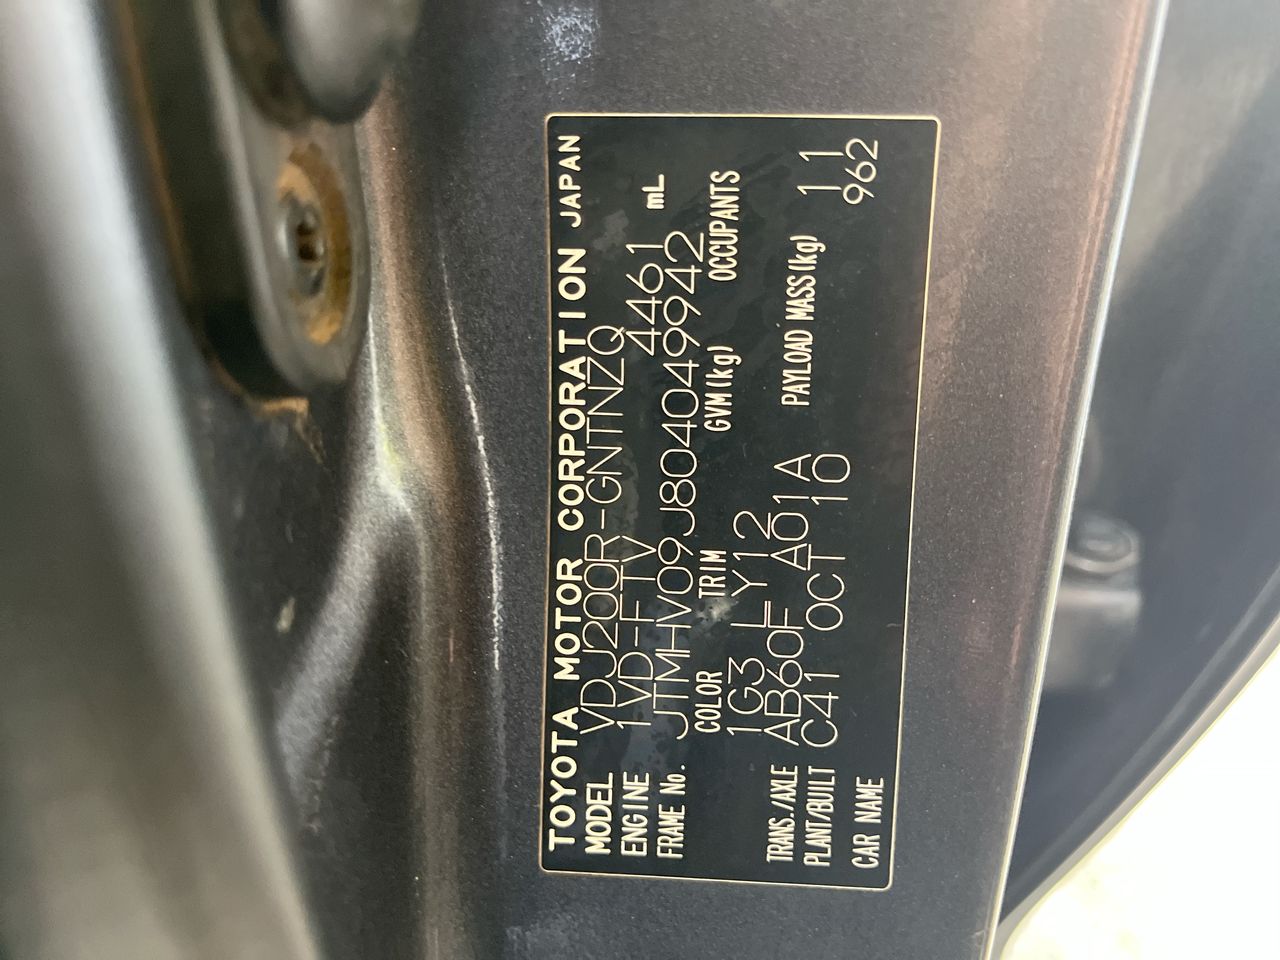 TOYOTA MOTOR CORPORATION JAPAN
MODEL VDJ200R-GNTNZQ
ENGINE 1VD-FTV 4461 mL
FRAME No. JTMHV09J804049942
COLOR TRIM GVM(kg) OCCUPANTS
1G3 LY12
TRANS./AXLE AB60F A01A PAYLOAD MASS(kg)
PLANT/BUILT C41 OCT 10 11
CAR NAME 962